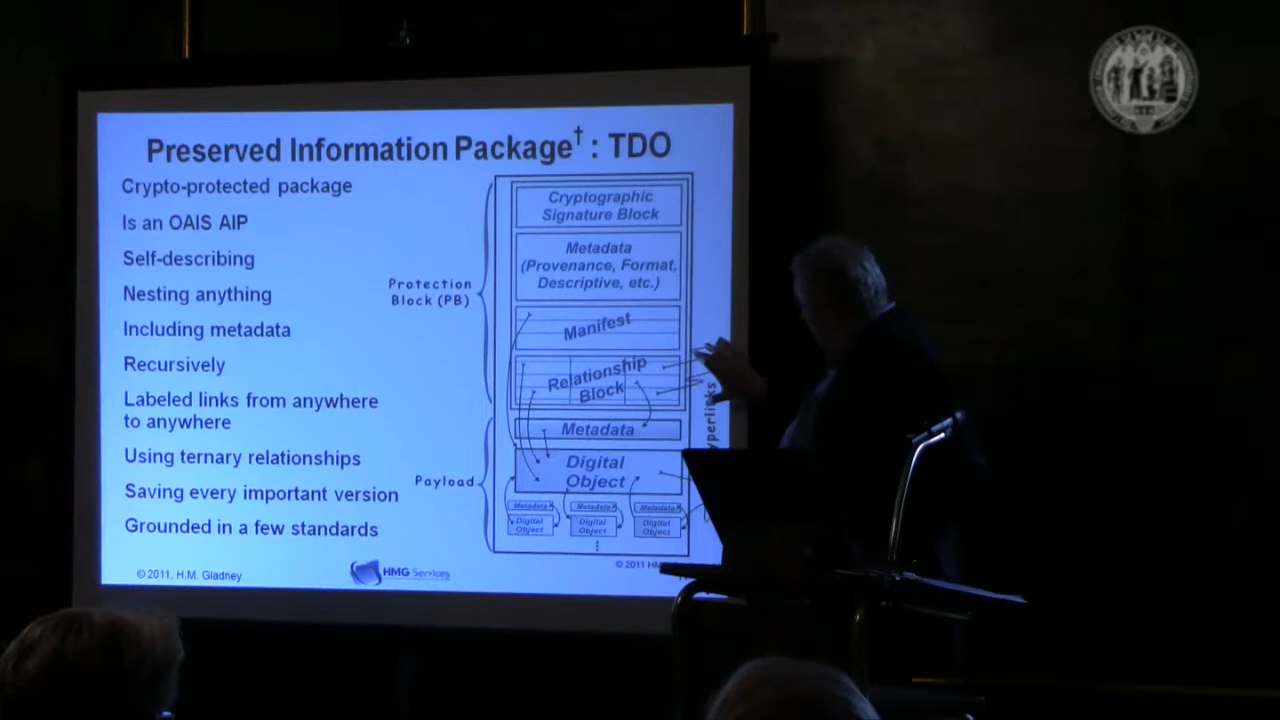 Preserved Information Package† : TDO
Crypto-protected package
Is an OAIS AIP
Self-describing
Nesting anything
Including metadata
Recursively
Labeled links from anywhere
to anywhere
Using ternary relationships
Saving every important version
Grounded in a few standards
Protection
Block (PB)
Payload
Cryptographic
Signature Block
Metadata
(Provenance, Format,
Descriptive, etc.)
Manifest
Relationship
Block
Metadata
Digital
Object
Metadata
Digital
Object
Metadata
Digital
Object
Metadata
Digital
Object
© 2011, H.M. Gladney
HMG Services
© 2011